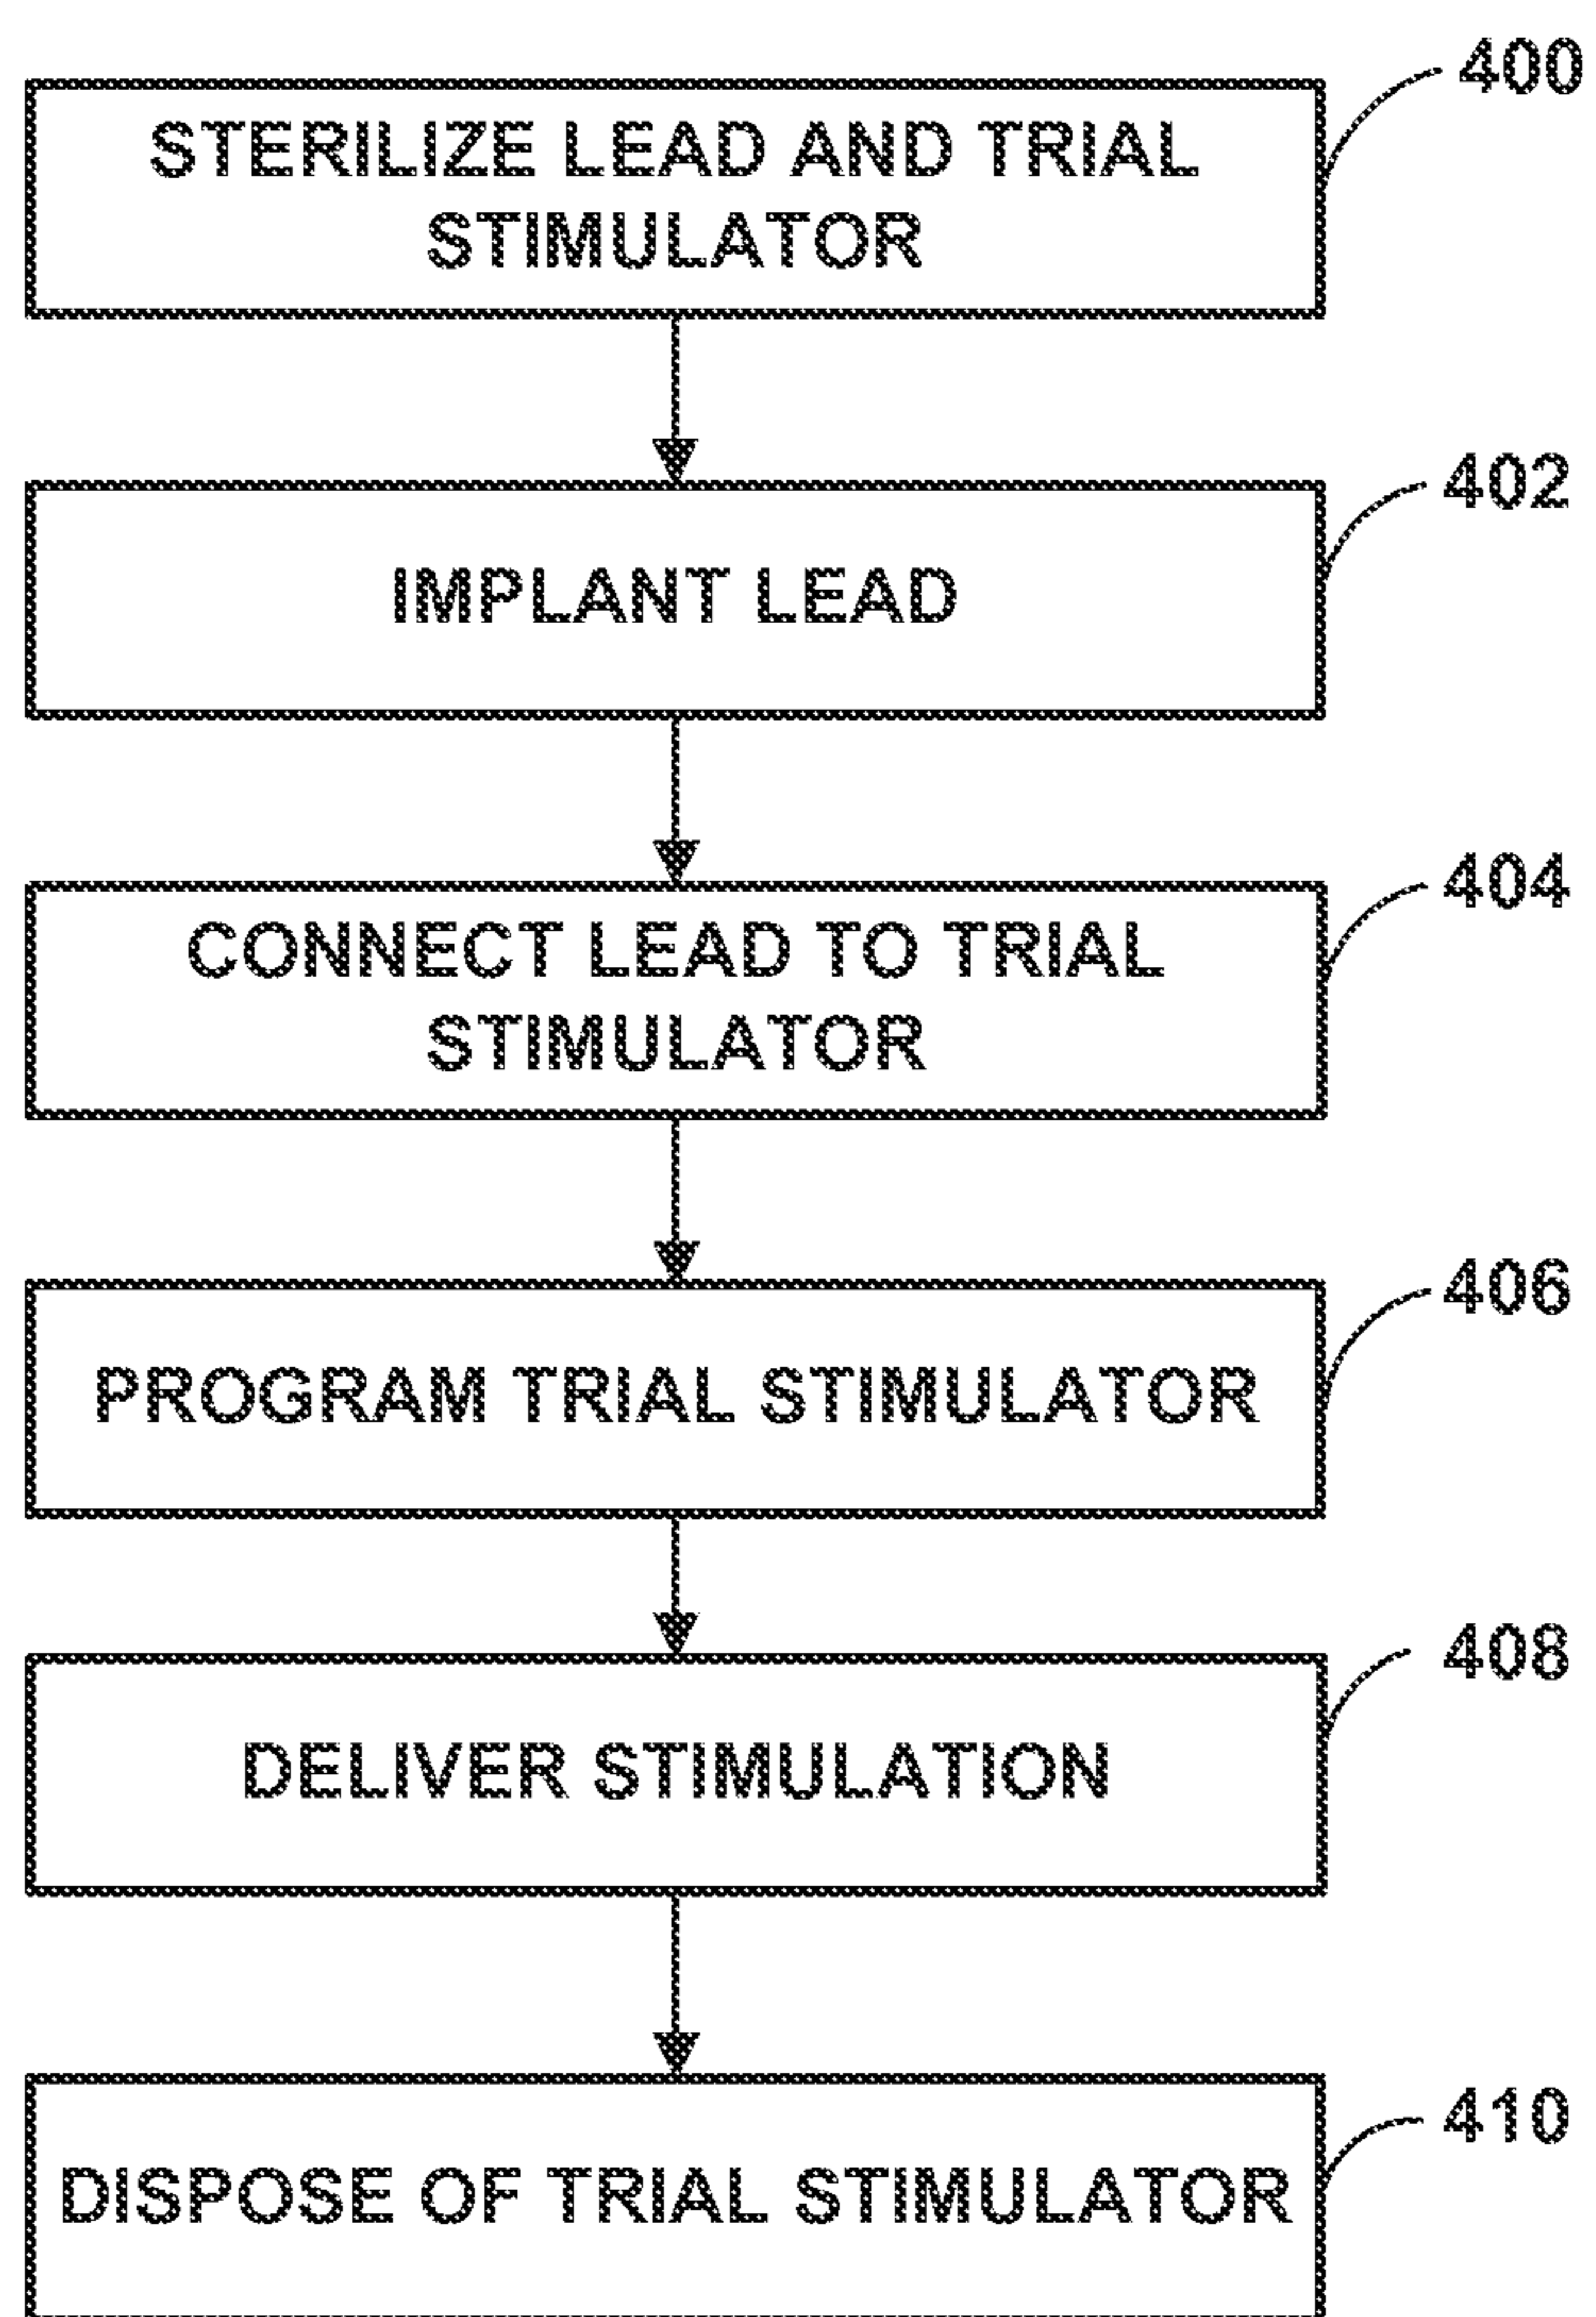 400
STERILIZE LEAD AND TRIAL
STIMULATOR
402
IMPLANT LEAD
404
CONNECT LEAD TO TRIAL
STIMULATOR
406
PROGRAM TRIAL STIMULATOR
408
DELIVER STIMULATION
410
DISPOSE OF TRIAL STIMULATOR